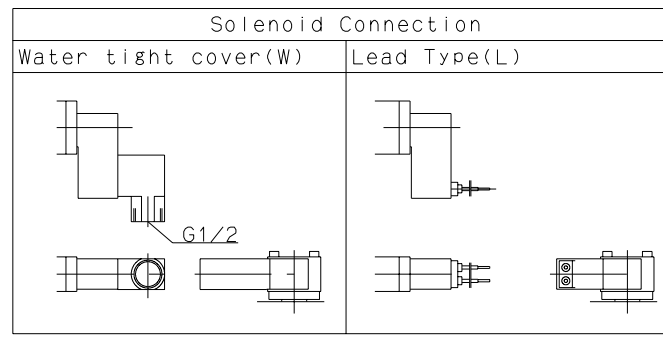 Solenoid Connection
Water tight cover(W)
Lead Type(L)
G1/2